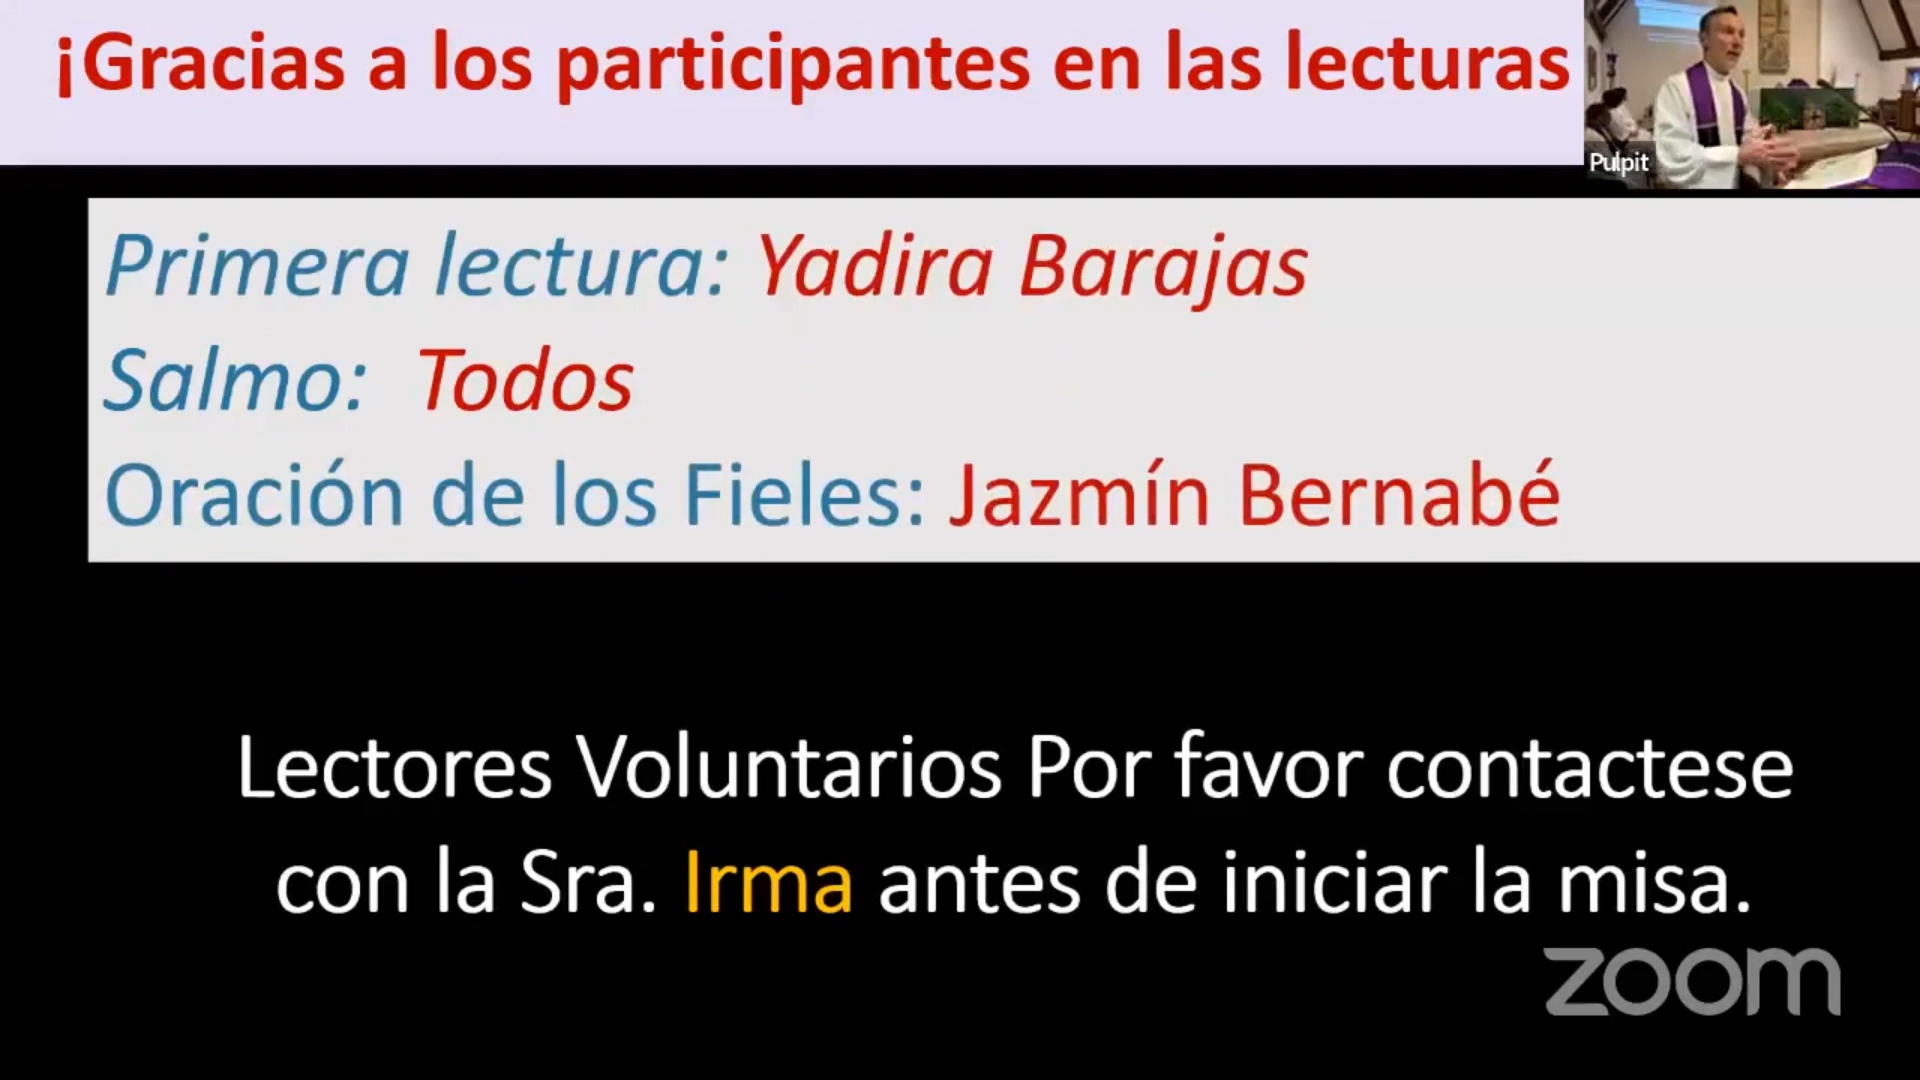 ¡Gracias a los participantes en las lecturas
Pulpit
Primera lectura: Yadira Barajas
Salmo: Todos
Oración de los Fieles: Jazmín Bernabé
Lectores Voluntarios Por favor contactese
con la Sra. Irma antes de iniciar la misa.
zoom